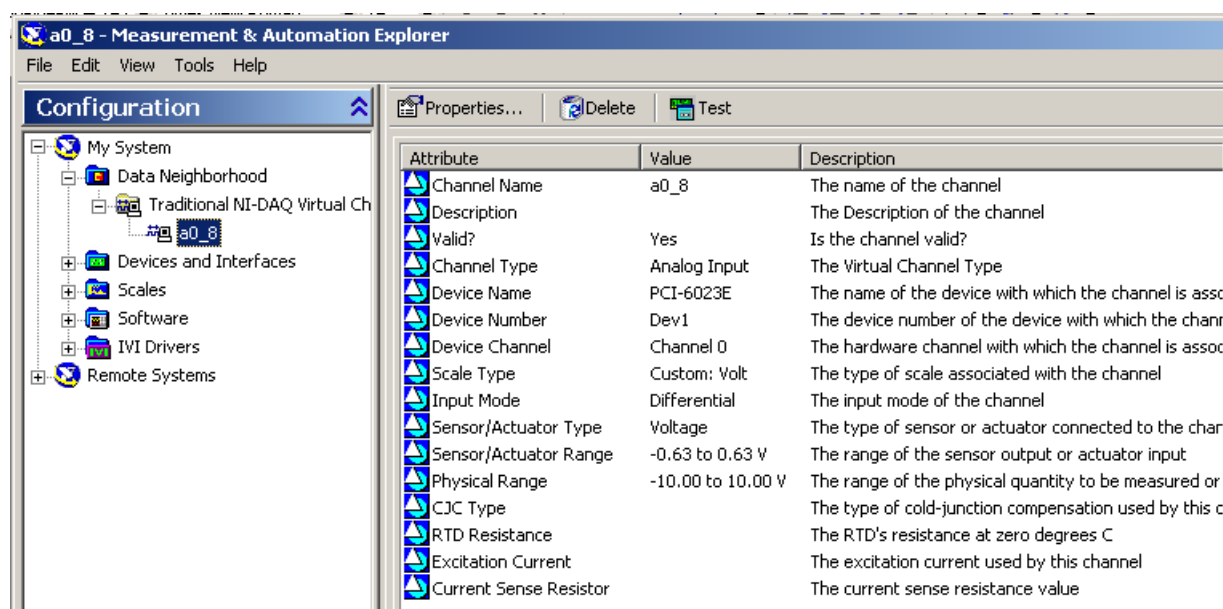 a0_8 - Measurement & Automation Explorer
File Edit View Tools Help
Configuration
Properties... Delete Test
My System
Data Neighborhood
Traditional NI-DAQ Virtual Ch
a0_8
Devices and Interfaces
Scales
Software
IVI Drivers
Remote Systems
Attribute Value Description
Channel Name a0_8 The name of the channel
Description The Description of the channel
Valid? Yes Is the channel valid?
Channel Type Analog Input The Virtual Channel Type
Device Name PCI-6023E The name of the device with which the channel is asso
Device Number Dev1 The device number of the device with which the chann
Device Channel Channel 0 The hardware channel with which the channel is assoc
Scale Type Custom: Volt The type of scale associated with the channel
Input Mode Differential The input mode of the channel
Sensor/Actuator Type Voltage The type of sensor or actuator connected to the char
Sensor/Actuator Range -0.63 to 0.63 V The range of the sensor output or actuator input
Physical Range -10.00 to 10.00 V The range of the physical quantity to be measured or
CJC Type The type of cold-junction compensation used by this c
RTD Resistance The RTD's resistance at zero degrees C
Excitation Current The excitation current used by this channel
Current Sense Resistor The current sense resistance value